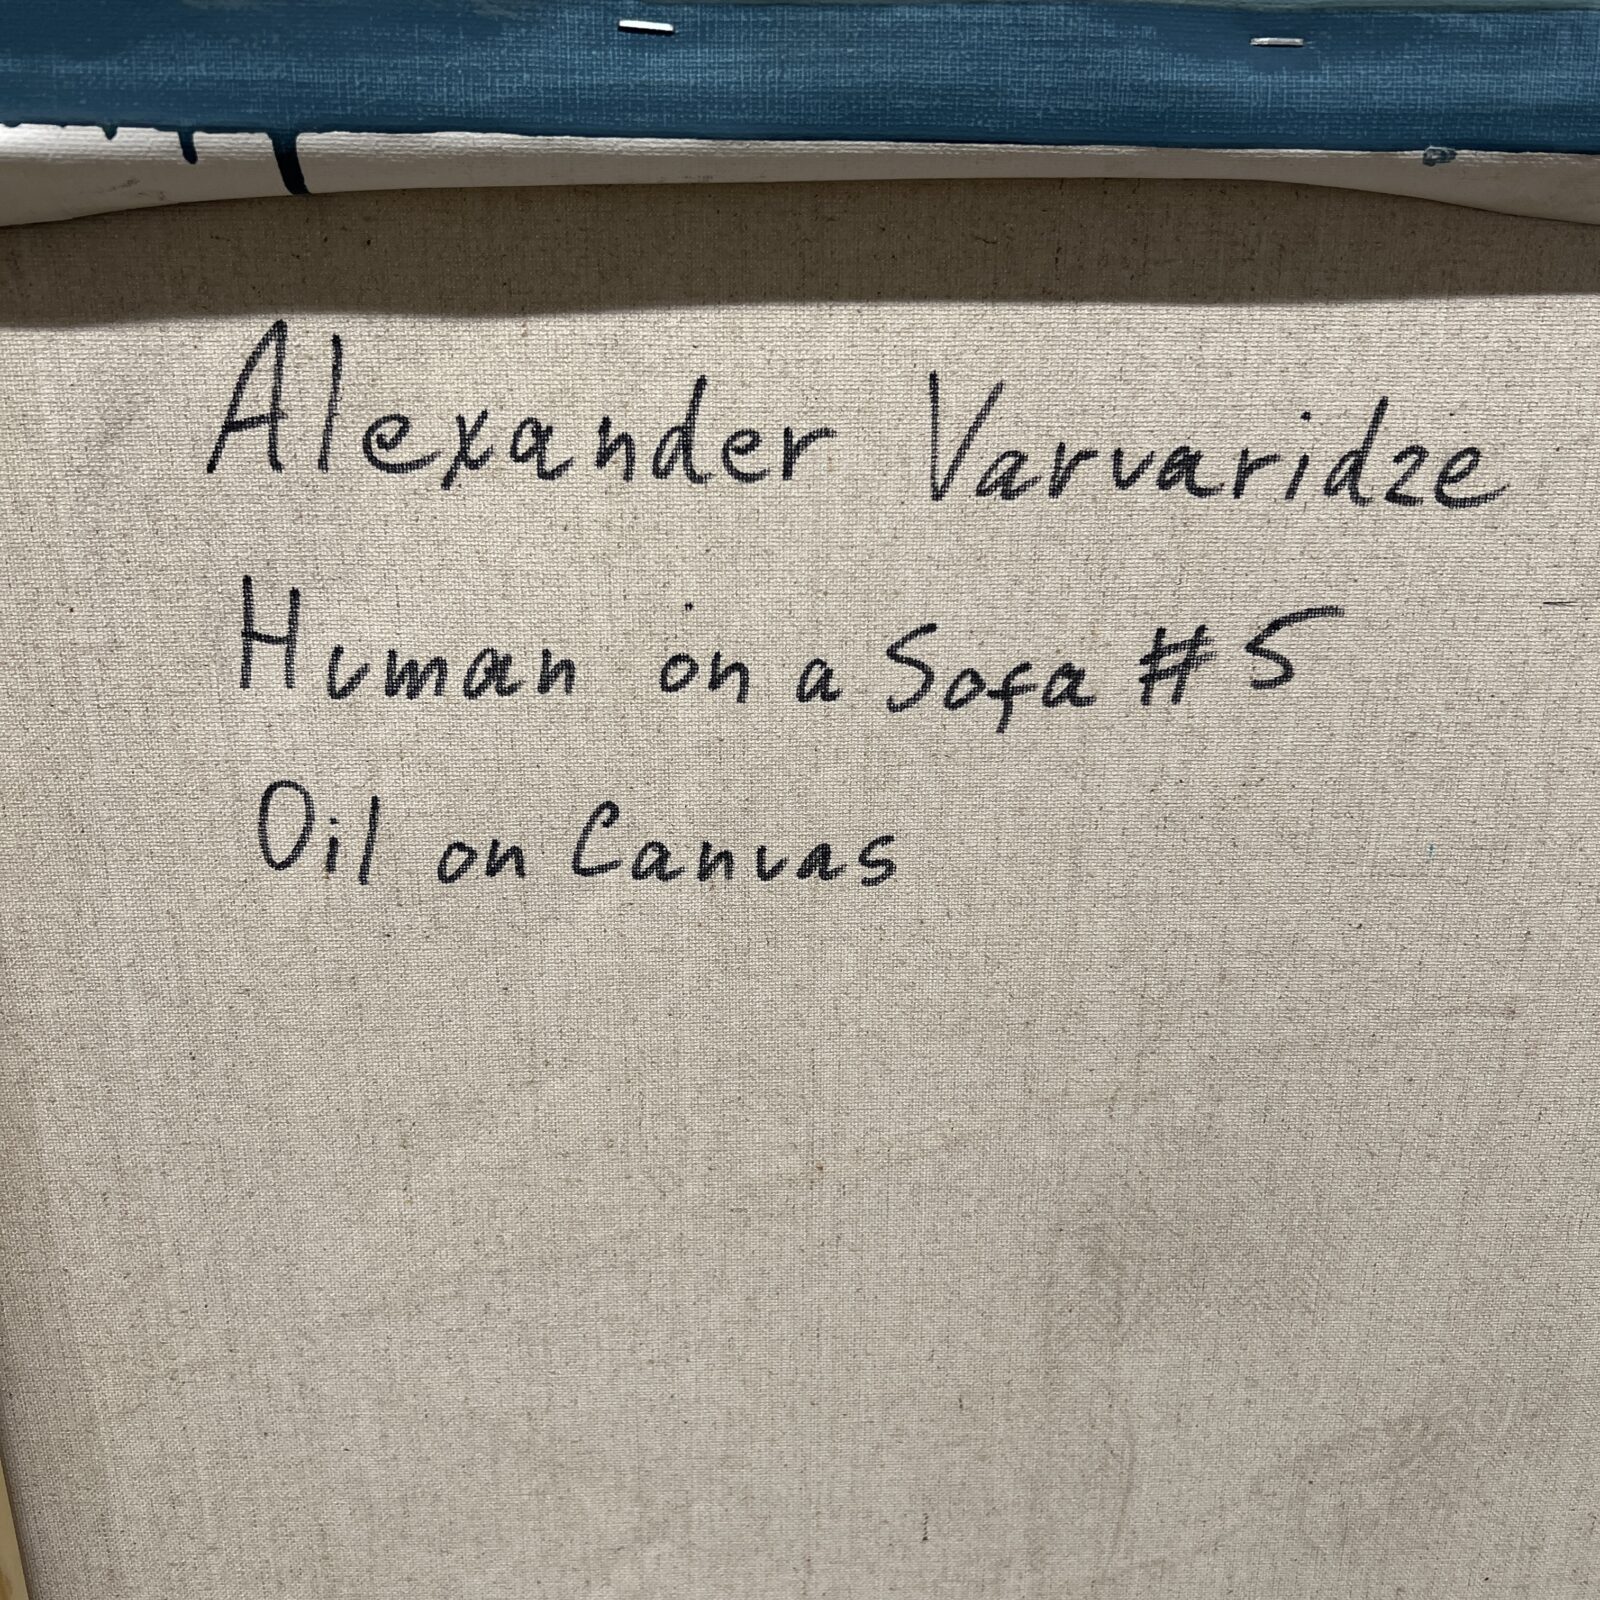 Alexander Varvaridze
Human on a Sofa #5
Oil on Canvas